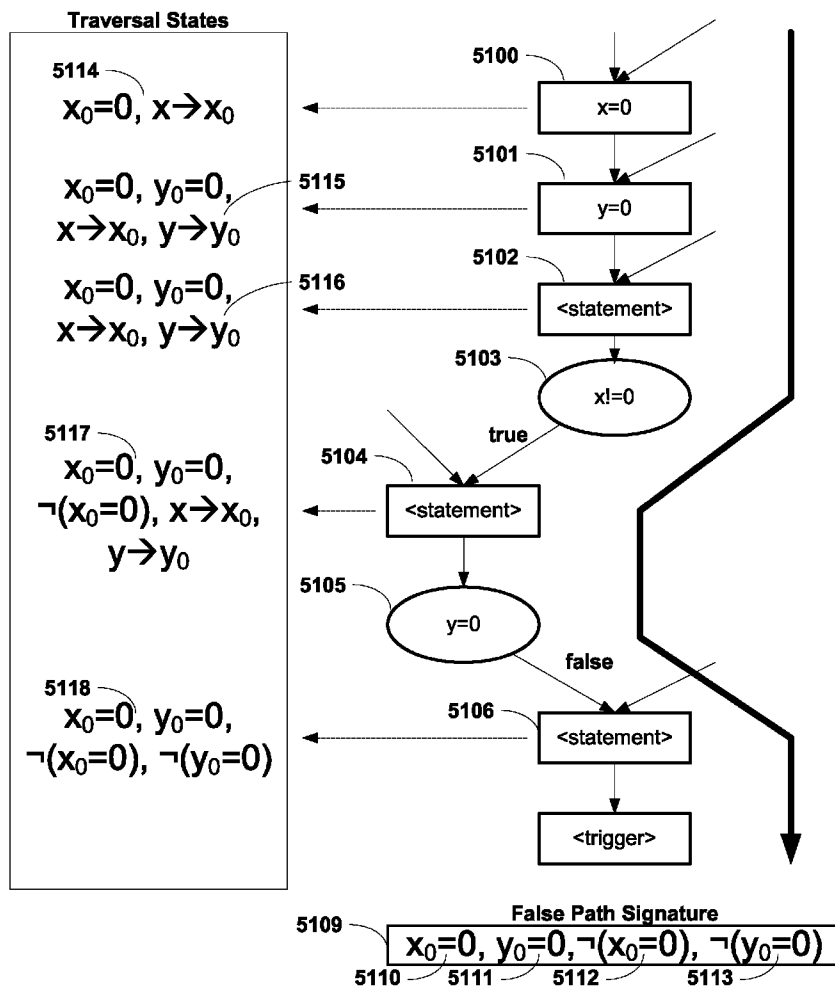 Traversal States
5100
5114
x₀=0, x→x₀
x=0
5101
x₀=0, y₀=0,
5115
x→x₀, y→y₀
y=0
5102
x₀=0, y₀=0,
5116
x→x₀, y→y₀
<statement>
5103
x!=0
5117
true
x₀=0, y₀=0,
5104
¬(x₀=0), x→x₀,
<statement>
y→y₀
5105
y=0
false
5118
x₀=0, y₀=0,
5106
<statement>
¬(x₀=0), ¬(y₀=0)
<trigger>
False Path Signature
5109
x₀=0, y₀=0,¬(x₀=0), ¬(y₀=0)
5110 5111 5112 5113